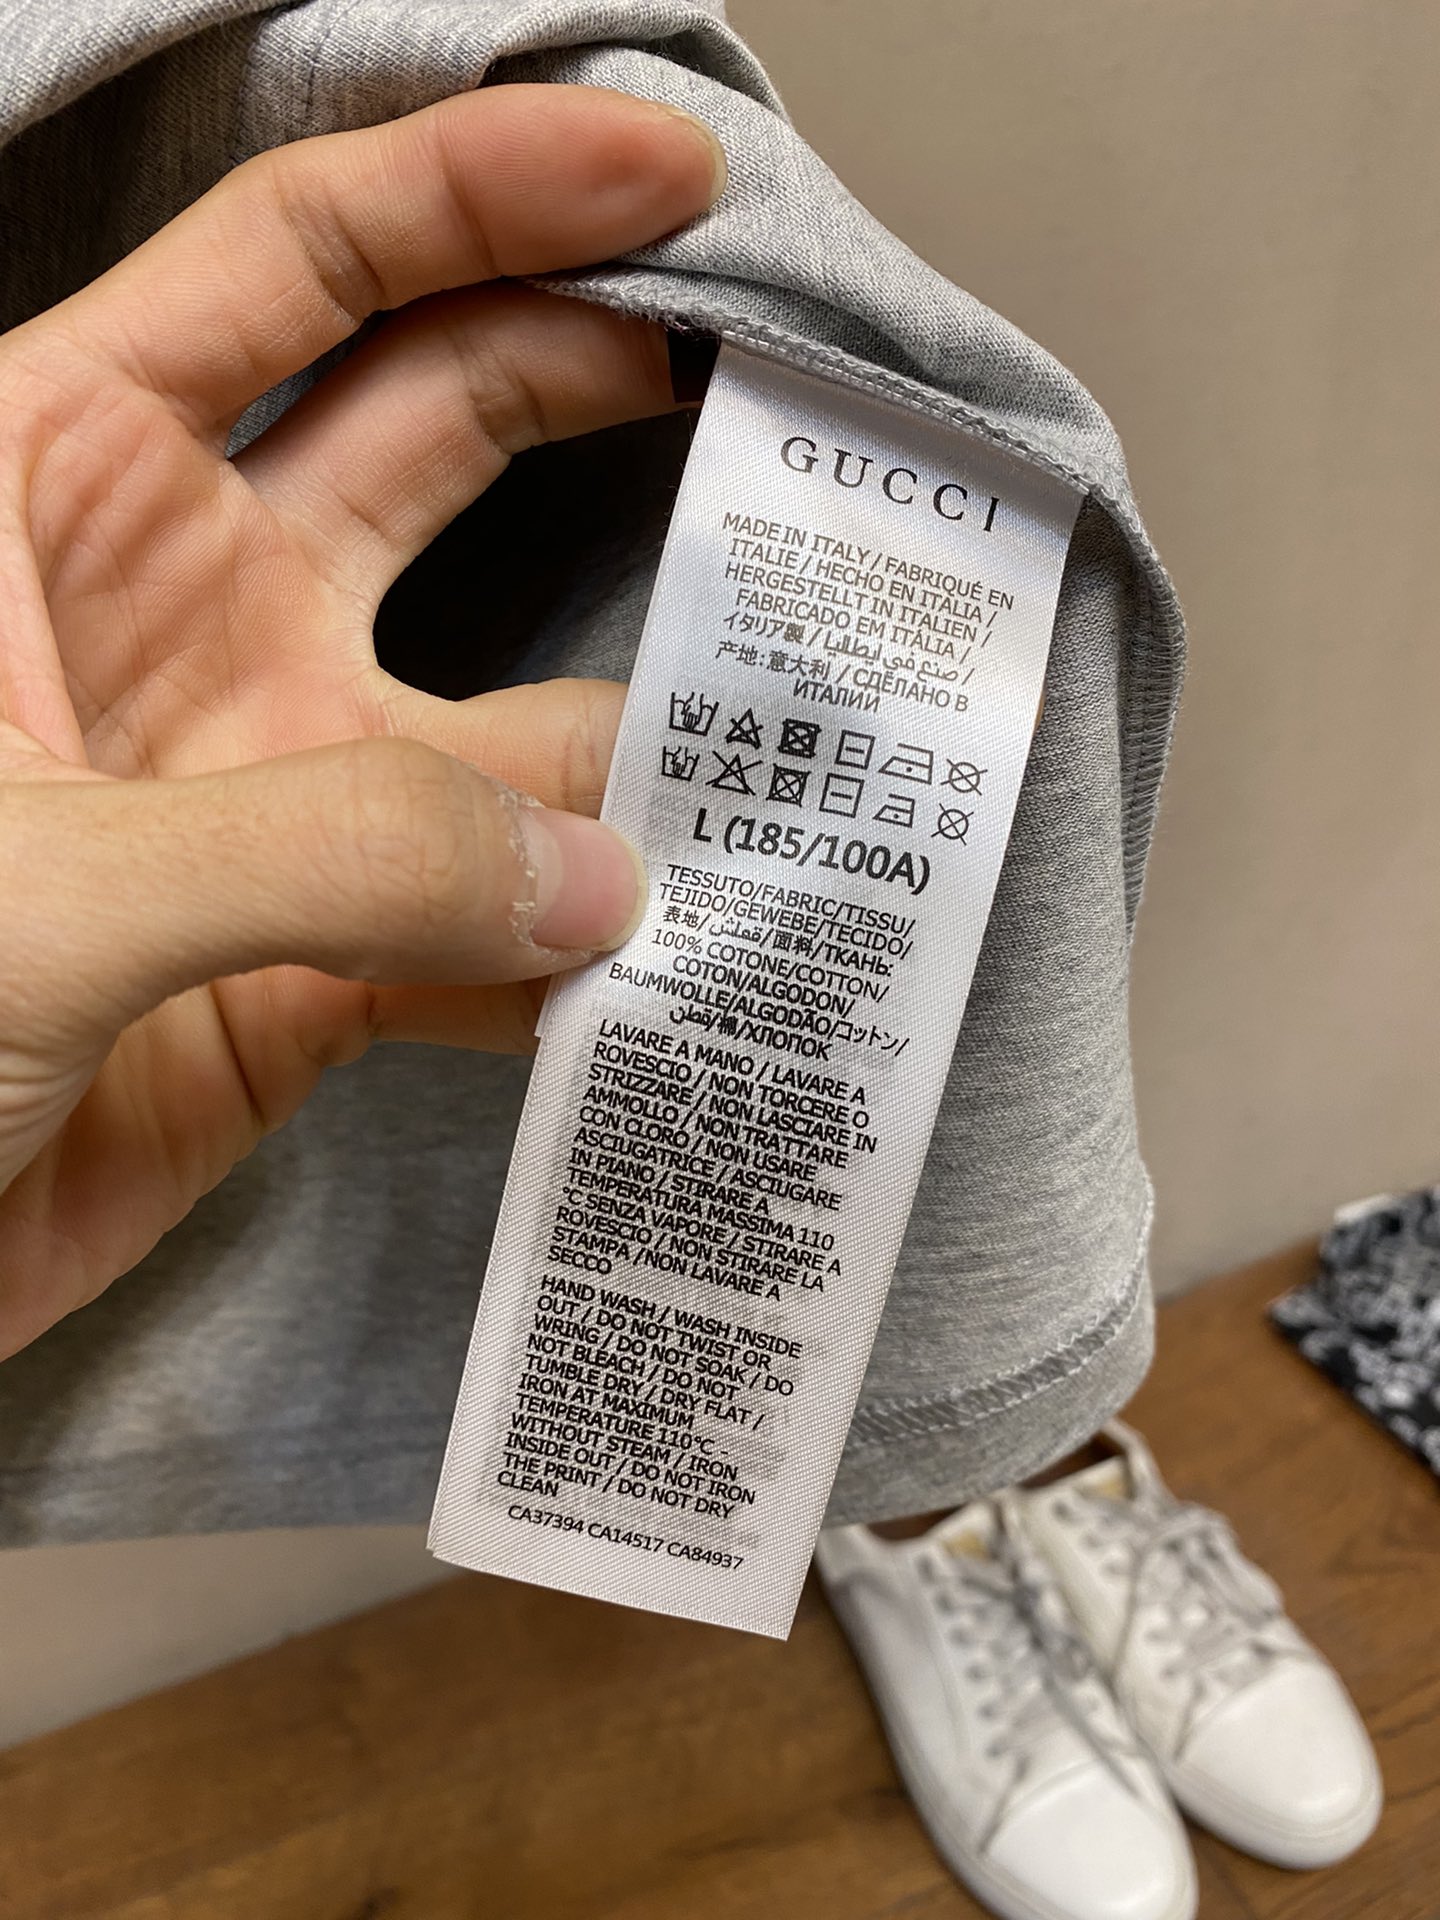 GUCCI
MADE IN ITALY / FABRIQUÉ EN
ITALIE / HECHO EN ITALIA /
HERGESTELLT IN ITALIEN /
FABRICADO EM ITÁLIA /
イタリア製 / صنع في إيطاليا /
产地: 意大利 / СДЕЛАНО В
ИТАЛИИ
L (185/100A)
TESSUTO/FABRIC/TISSU/
TEJIDO/GEWEBE/TECIDO/
表地/قماش/面料/ТКАНЬ:
100% COTONE/COTTON/
COTON/ALGODON/
BAUMWOLLE/ALGODÃO/コットン/
قطن/棉/ХЛОПОК
LAVARE A MANO / LAVARE A
ROVESCIO / NON TORCERE O
STRIZZARE / NON LASCIARE IN
AMMOLLO / NON TRATTARE
CON CLORO / NON USARE
ASCIUGATRICE / ASCIUGARE
IN PIANO / STIRARE A
TEMPERATURA MASSIMA 110
°C SENZA VAPORE / STIRARE A
ROVESCIO / NON STIRARE LA
STAMPA / NON LAVARE A
SECCO
HAND WASH / WASH INSIDE
OUT / DO NOT TWIST OR
WRING / DO NOT SOAK / DO
NOT BLEACH / DO NOT
TUMBLE DRY / DRY FLAT /
IRON AT MAXIMUM
TEMPERATURE 110°C -
WITHOUT STEAM / IRON
INSIDE OUT / DO NOT IRON
THE PRINT / DO NOT DRY
CLEAN
CA37394 CA14517 CA84937